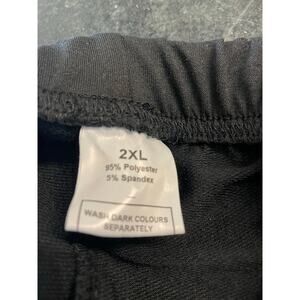 2XL
95% Polyester
5% Spandex
WASH DARK COLOURS
SEPARATELY